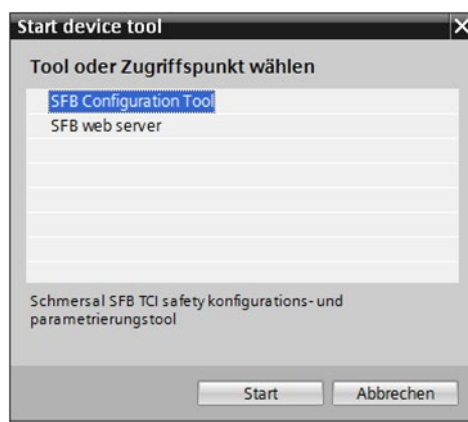 Start device tool
Tool oder Zugriffspunkt wählen
SFB Configuration Tool
SFB web server
Schmersal SFB TCI safety konfigurations- und
parametrierungstool
Start
Abbrechen